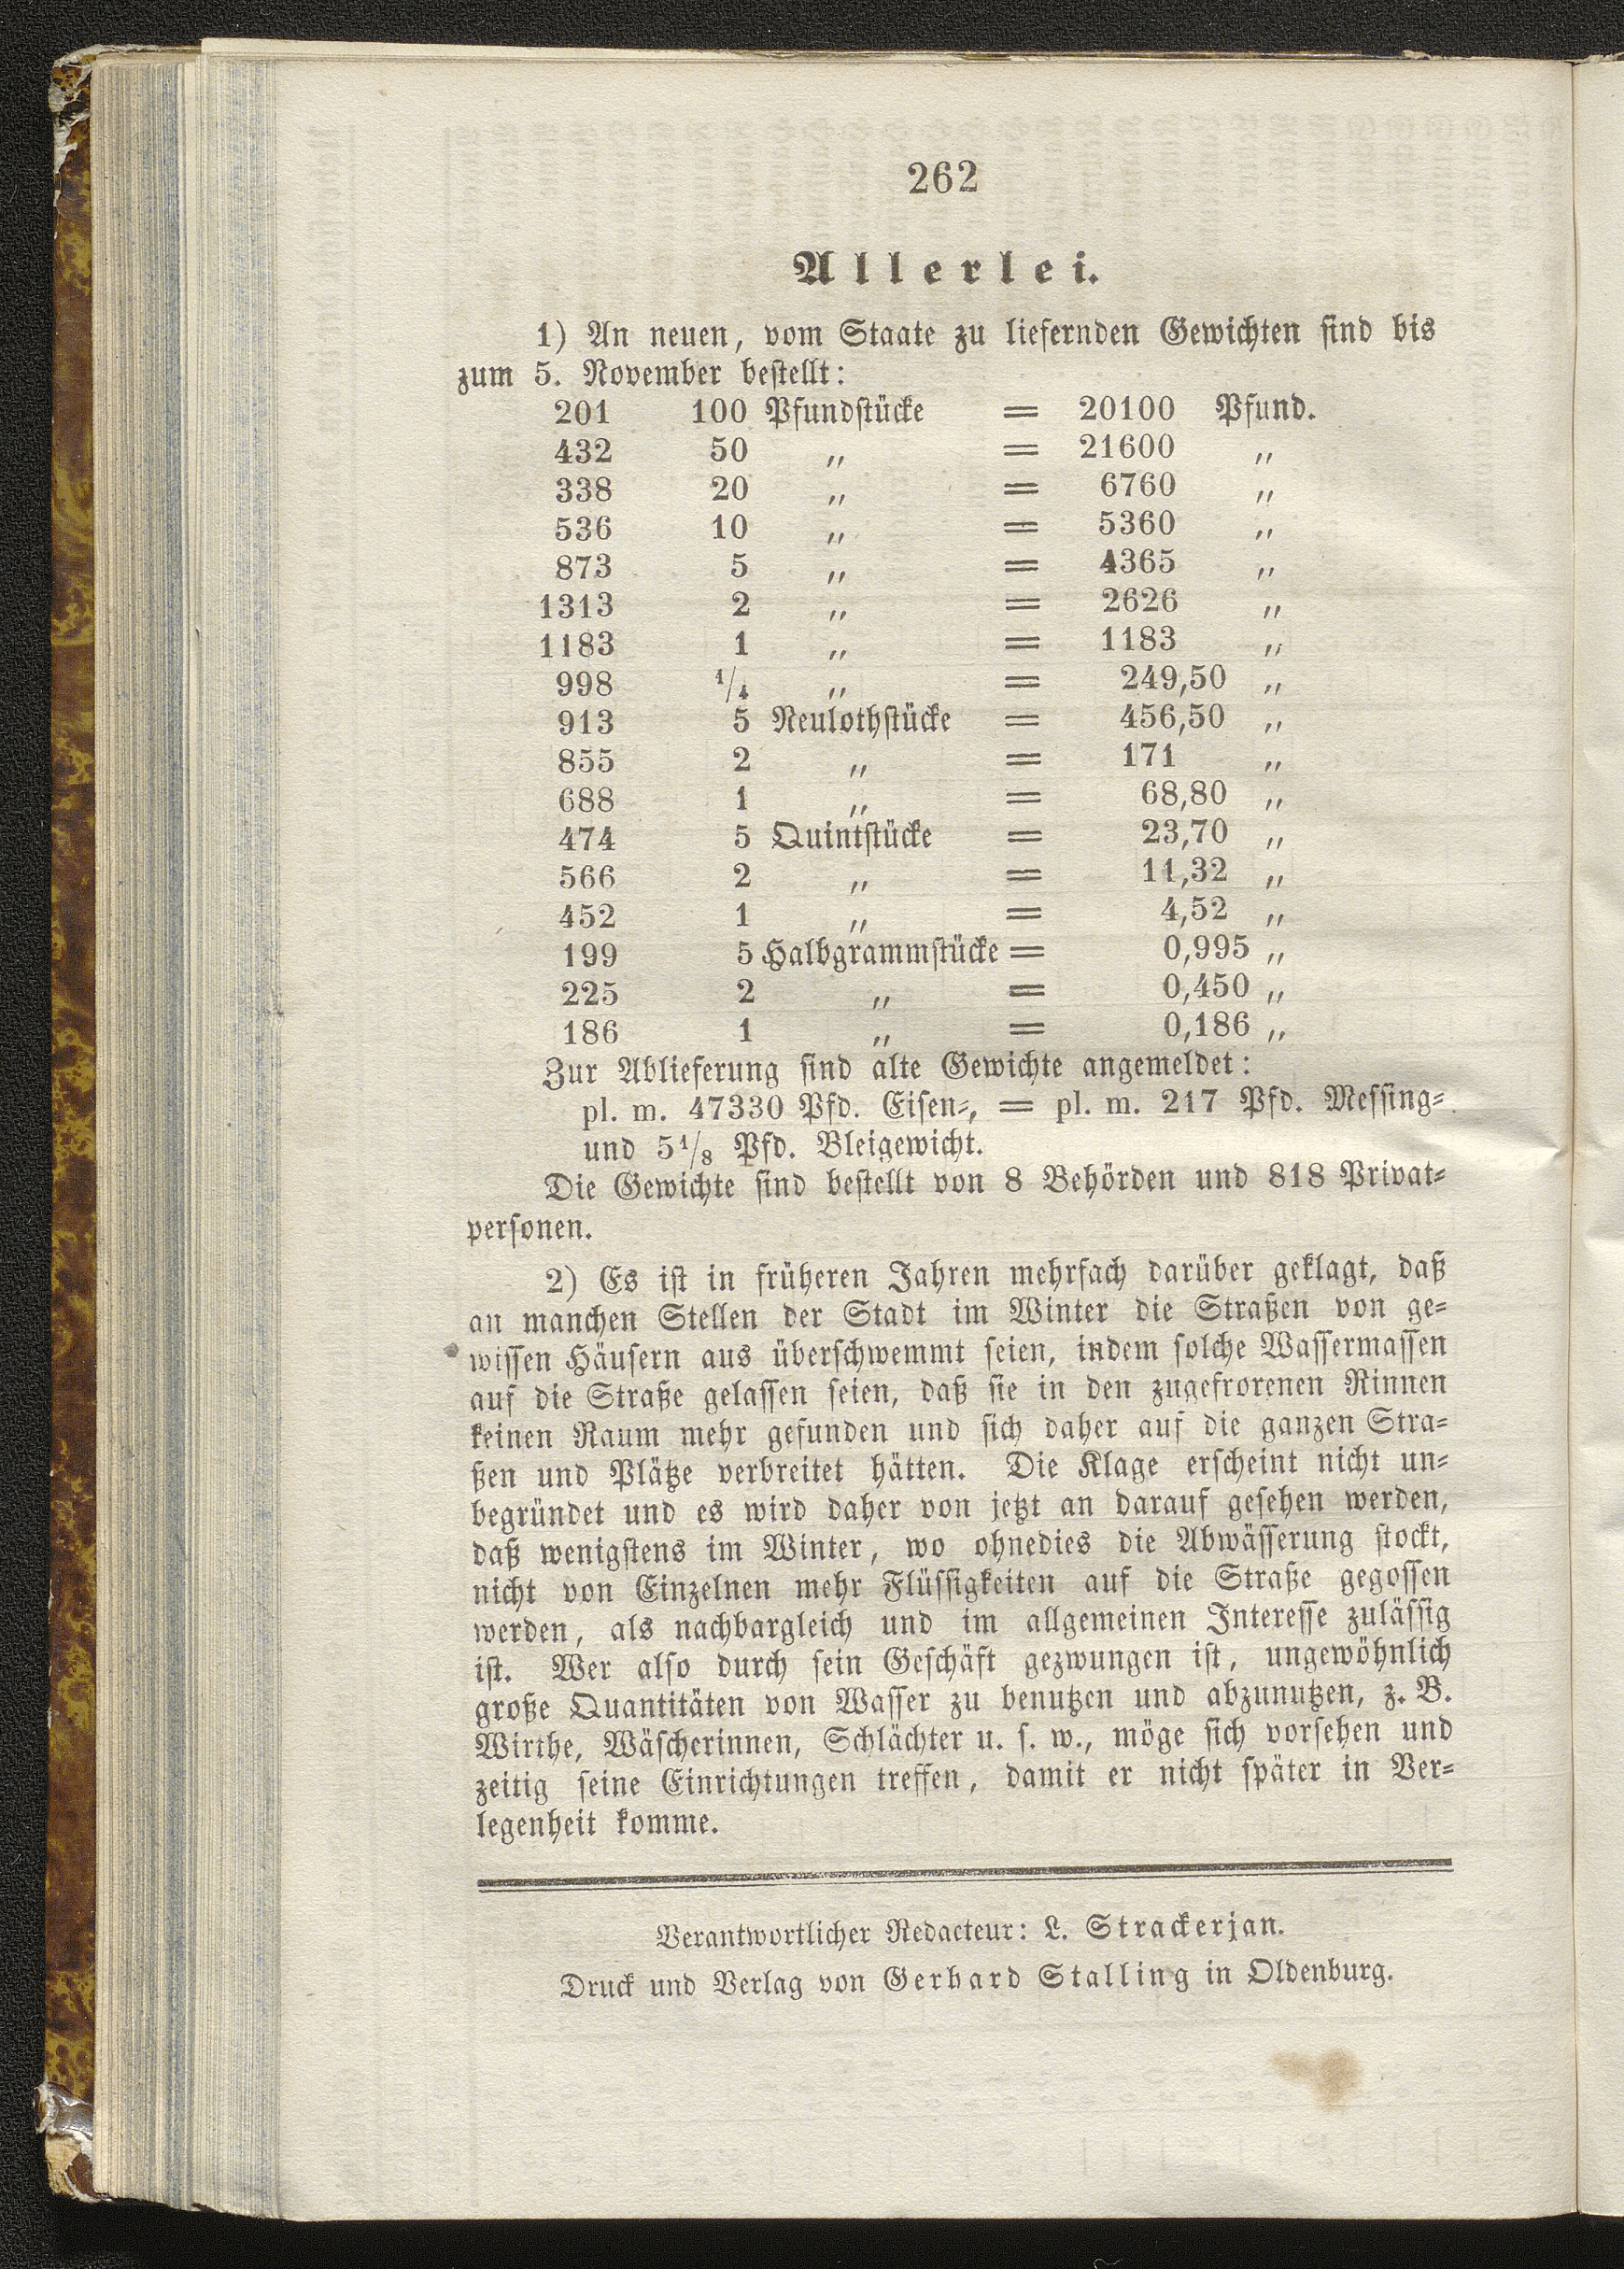 262
Allerlei.
1) An neuen, vom Staate zu liefernden Gewichten sind bis
zum 5. November bestellt:
201 100 Pfundstücke = 20100 Pfund.
432 50 „ = 21600 „
338 20 „ = 6760 „
536 10 „ = 5360 „
873 5 „ = 4365 „
1313 2 „ = 2626 „
1183 1 „ = 1183 „
998 1/4 „ = 249,50 „
913 5 Neulothstücke = 456,50 „
855 2 „ = 171 „
688 1 „ = 68,80 „
474 5 Quintstücke = 23,70 „
566 2 „ = 11,32 „
452 1 „ = 4,52 „
199 5 Halbgrammstücke = 0,995 „
225 2 „ = 0,450 „
186 1 „ = 0,186 „
Zur Ablieferung sind alte Gewichte angemeldet:
pl. m. 47330 Pfd. Eisen-, = pl. m. 217 Pfd. Messing-
und 5 1/8 Pfd. Bleigewicht.
Die Gewichte sind bestellt von 8 Behörden und 818 Privat-
personen.
2) Es ist in früheren Jahren mehrfach darüber geklagt, daß
an manchen Stellen der Stadt im Winter die Straßen von ge-
wissen Häusern aus überschwemmt seien, indem solche Wassermassen
auf die Straße gelassen seien, daß sie in den zugefrorenen Rinnen
keinen Raum mehr gefunden und sich daher auf die ganzen Stra-
ßen und Plätze verbreitet hätten. Die Klage erscheint nicht un-
begründet und es wird daher von jetzt an darauf gesehen werden,
daß wenigstens im Winter, wo ohnedies die Abwässerung stockt,
nicht von Einzelnen mehr Flüssigkeiten auf die Straße gegossen
werden, als nachbargleich und im allgemeinen Interesse zulässig
ist. Wer also durch sein Geschäft gezwungen ist, ungewöhnlich
große Quantitäten von Wasser zu benutzen und abzunutzen, z. B.
Wirthe, Wäscherinnen, Schlächter u. s. w., möge sich vorsehen und
zeitig seine Einrichtungen treffen, damit er nicht später in Ver-
legenheit komme.
Verantwortlicher Redacteur: L. Strackerjan.
Druck und Verlag von Gerhard Stalling in Oldenburg.